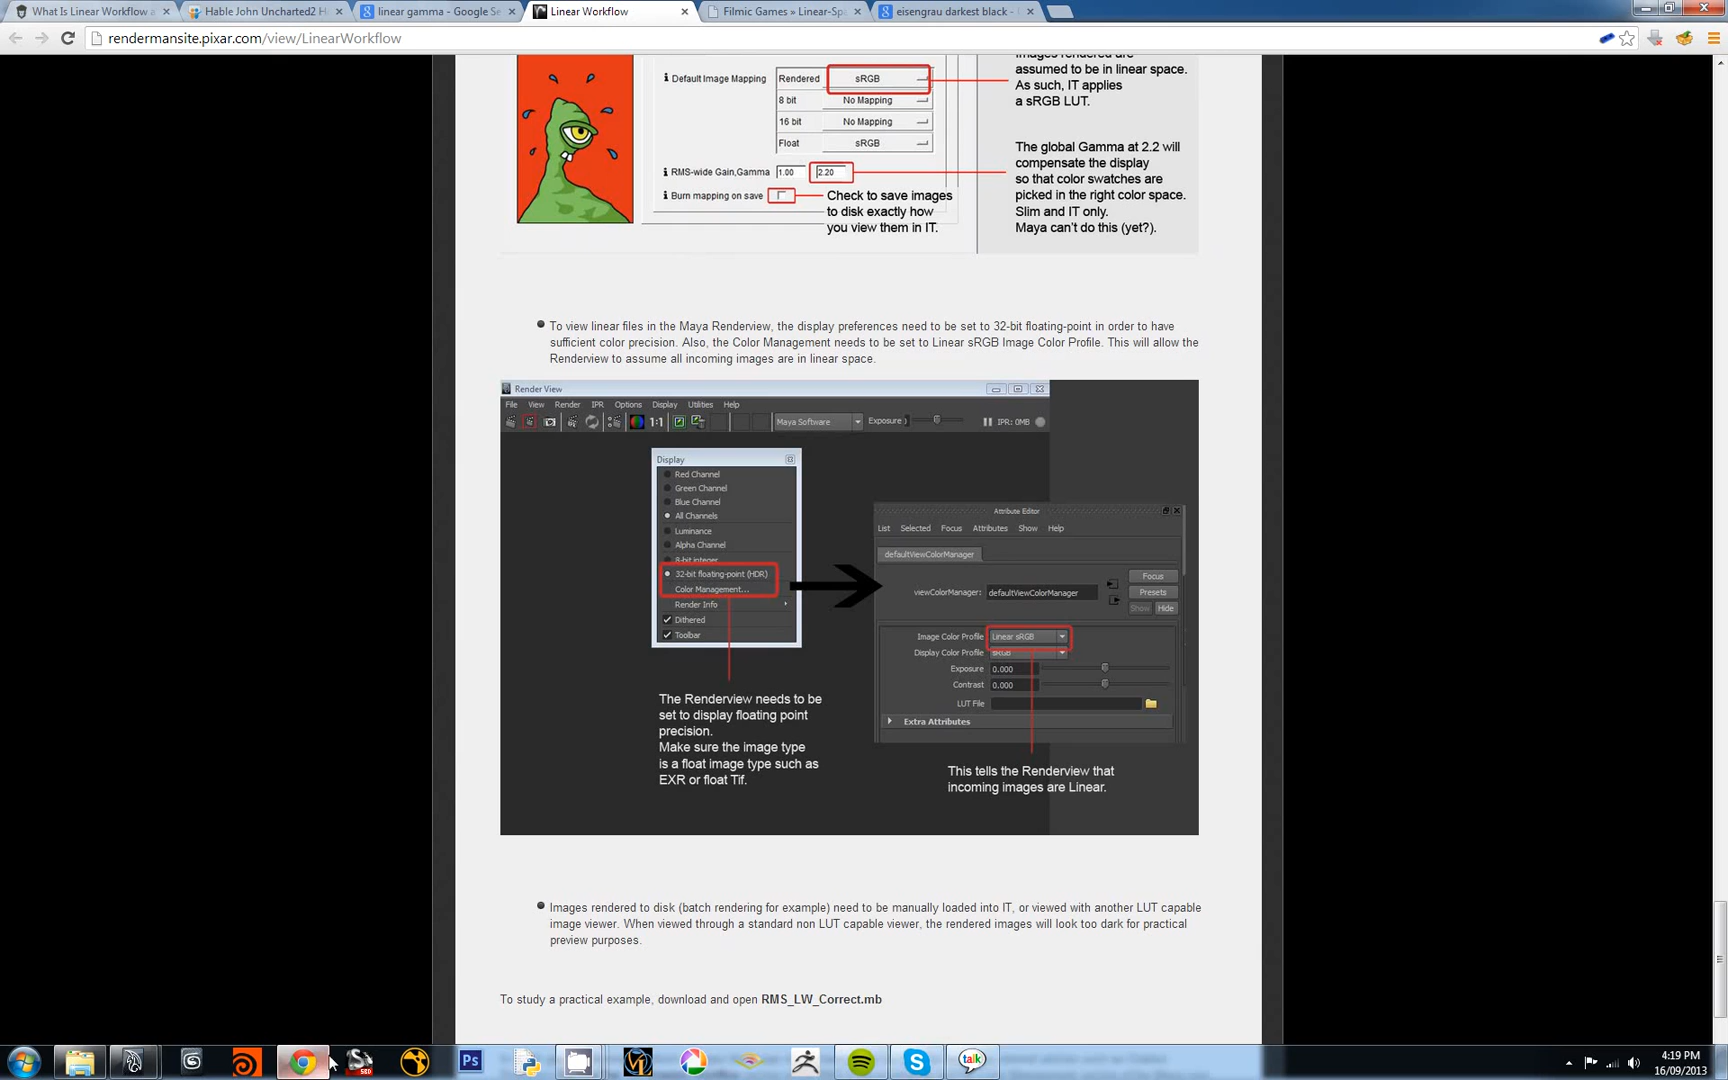 What Is Linear Workflow a
Hable John Uncharted2 H
linear gamma - Google Se
Linear Workflow
Filmic Games » Linear-Spa
eisengrau darkest black -
rendermansite.pixar.com/view/LinearWorkflow
Images rendered are
assumed to be in linear space.
As such, IT applies
a sRGB LUT.
Default Image Mapping Rendered sRGB
8 bit No Mapping
16 bit No Mapping
Float sRGB
RMS-wide Gain,Gamma 1.00 2.20
Burn mapping on save
Check to save images
to disk exactly how
you view them in IT.
The global Gamma at 2.2 will
compensate the display
so that color swatches are
picked in the right color space.
Slim and IT only.
Maya can't do this (yet?).
To view linear files in the Maya Renderview, the display preferences need to be set to 32-bit floating-point in order to have
sufficient color precision. Also, the Color Management needs to be set to Linear sRGB Image Color Profile. This will allow the
Renderview to assume all incoming images are in linear space.
Render View
File View Render IPR Options Display Utilities Help
1:1 Maya Software Exposure IPR: 0MB
Display
Red Channel
Green Channel
Blue Channel
All Channels
Luminance
Alpha Channel
8-bit integer
32-bit floating-point (HDR)
Color Management...
Render Info
Dithered
Toolbar
The Renderview needs to be
set to display floating point
precision.
Make sure the image type
is a float image type such as
EXR or float Tif.
Attribute Editor
List Selected Focus Attributes Show Help
defaultViewColorManager
Focus
viewColorManager: defaultViewColorManager
Presets
Show Hide
Image Color Profile Linear sRGB
Display Color Profile sRGB
Exposure 0.000
Contrast 0.000
LUT File
Extra Attributes
This tells the Renderview that
incoming images are Linear.
Images rendered to disk (batch rendering for example) need to be manually loaded into IT, or viewed with another LUT capable
image viewer. When viewed through a standard non LUT capable viewer, the rendered images will look too dark for practical
preview purposes.
To study a practical example, download and open RMS_LW_Correct.mb
Ps
talk
4:19 PM
16/09/2013